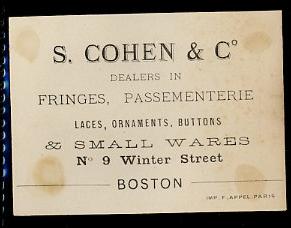 S. COHEN & Cº
DEALERS IN
FRINGES, PASSEMENTERIE
LACES, ORNAMENTS, BUTTONS
& SMALL WARES
Nº 9 Winter Street
BOSTON
IMP. F. APPEL, PARIS